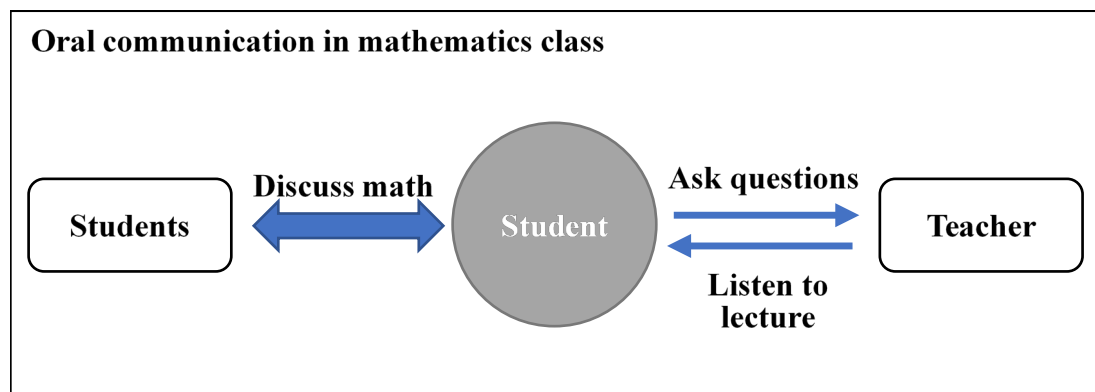 Oral communication in mathematics class
Students
Discuss math
Student
Ask questions
Listen to
lecture
Teacher